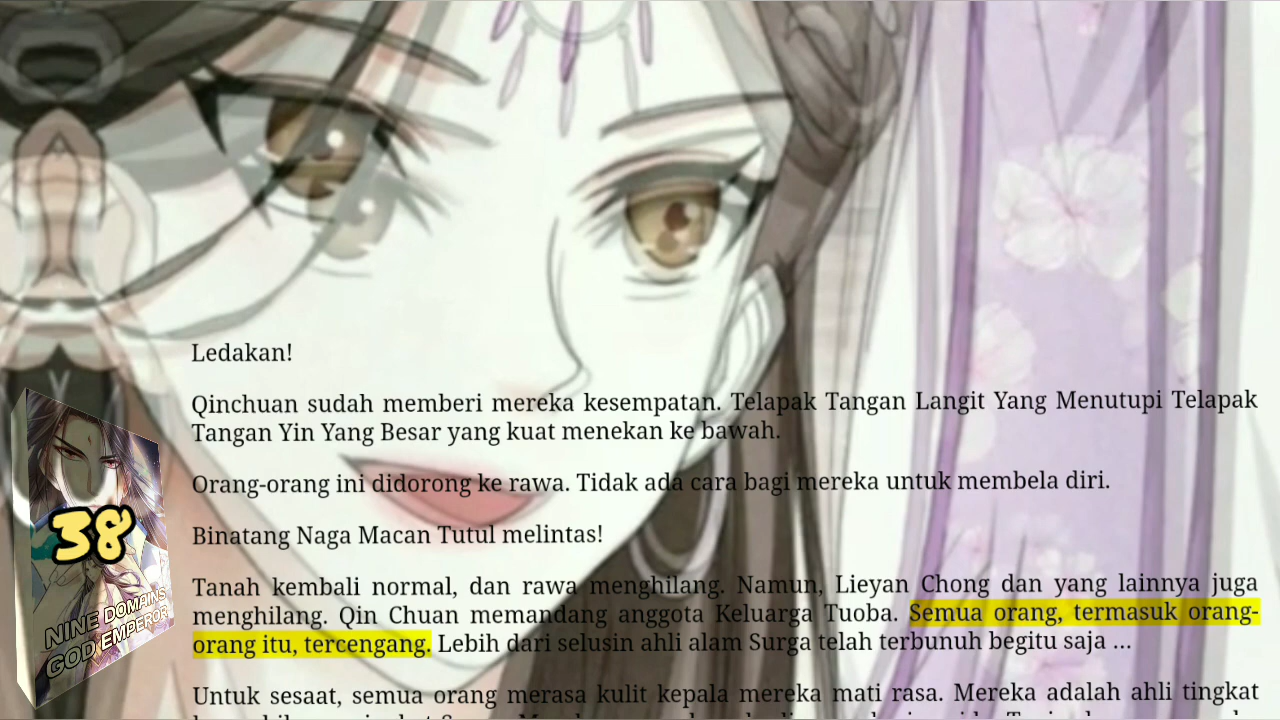 Ledakan!
Qinchuan sudah memberi mereka kesempatan. Telapak Tangan Langit Yang Menutupi Telapak
Tangan Yin Yang Besar yang kuat menekan ke bawah.
Orang-orang ini didorong ke rawa. Tidak ada cara bagi mereka untuk membela diri.
Binatang Naga Macan Tutul melintas!
Tanah kembali normal, dan rawa menghilang. Namun, Lieyan Chong dan yang lainnya juga
menghilang. Qin Chuan memandang anggota Keluarga Tuoba. Semua orang, termasuk orang-
orang itu, tercengang. Lebih dari selusin ahli alam Surga telah terbunuh begitu saja ...
Untuk sesaat, semua orang merasa kulit kepala mereka mati rasa. Mereka adalah ahli tingkat
38
NINE DOMAINS
GOD EMPEROR